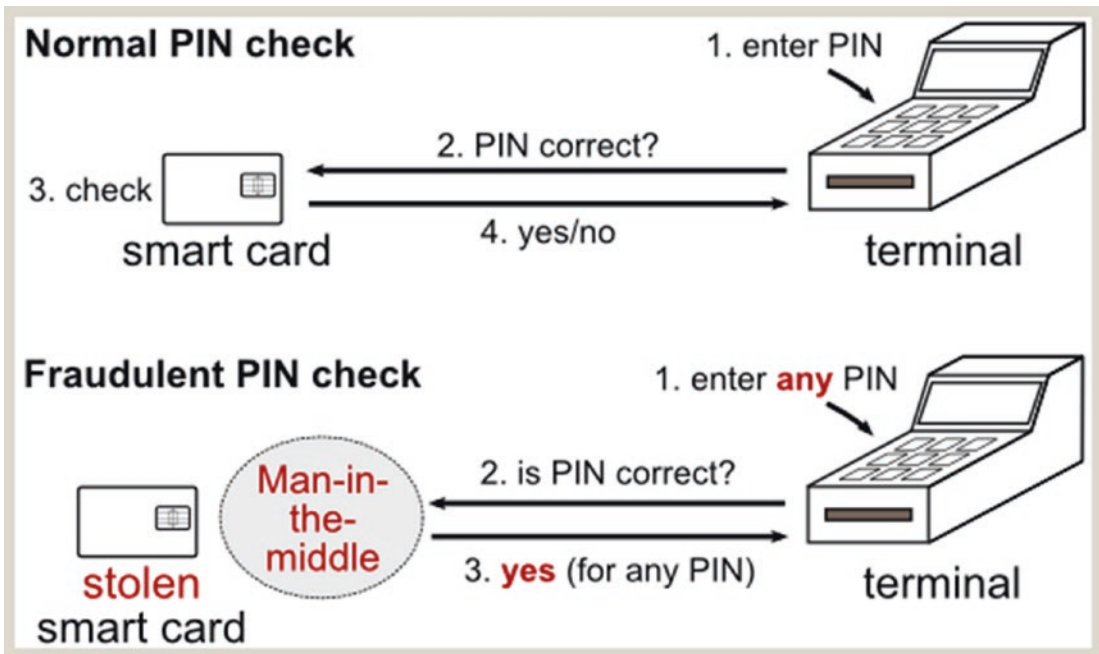 Normal PIN check
1. enter PIN
2. PIN correct?
3. check
4. yes/no
smart card
terminal
Fraudulent PIN check
1. enter any PIN
2. is PIN correct?
Man-in-
the-
middle
3. yes (for any PIN)
stolen
smart card
terminal